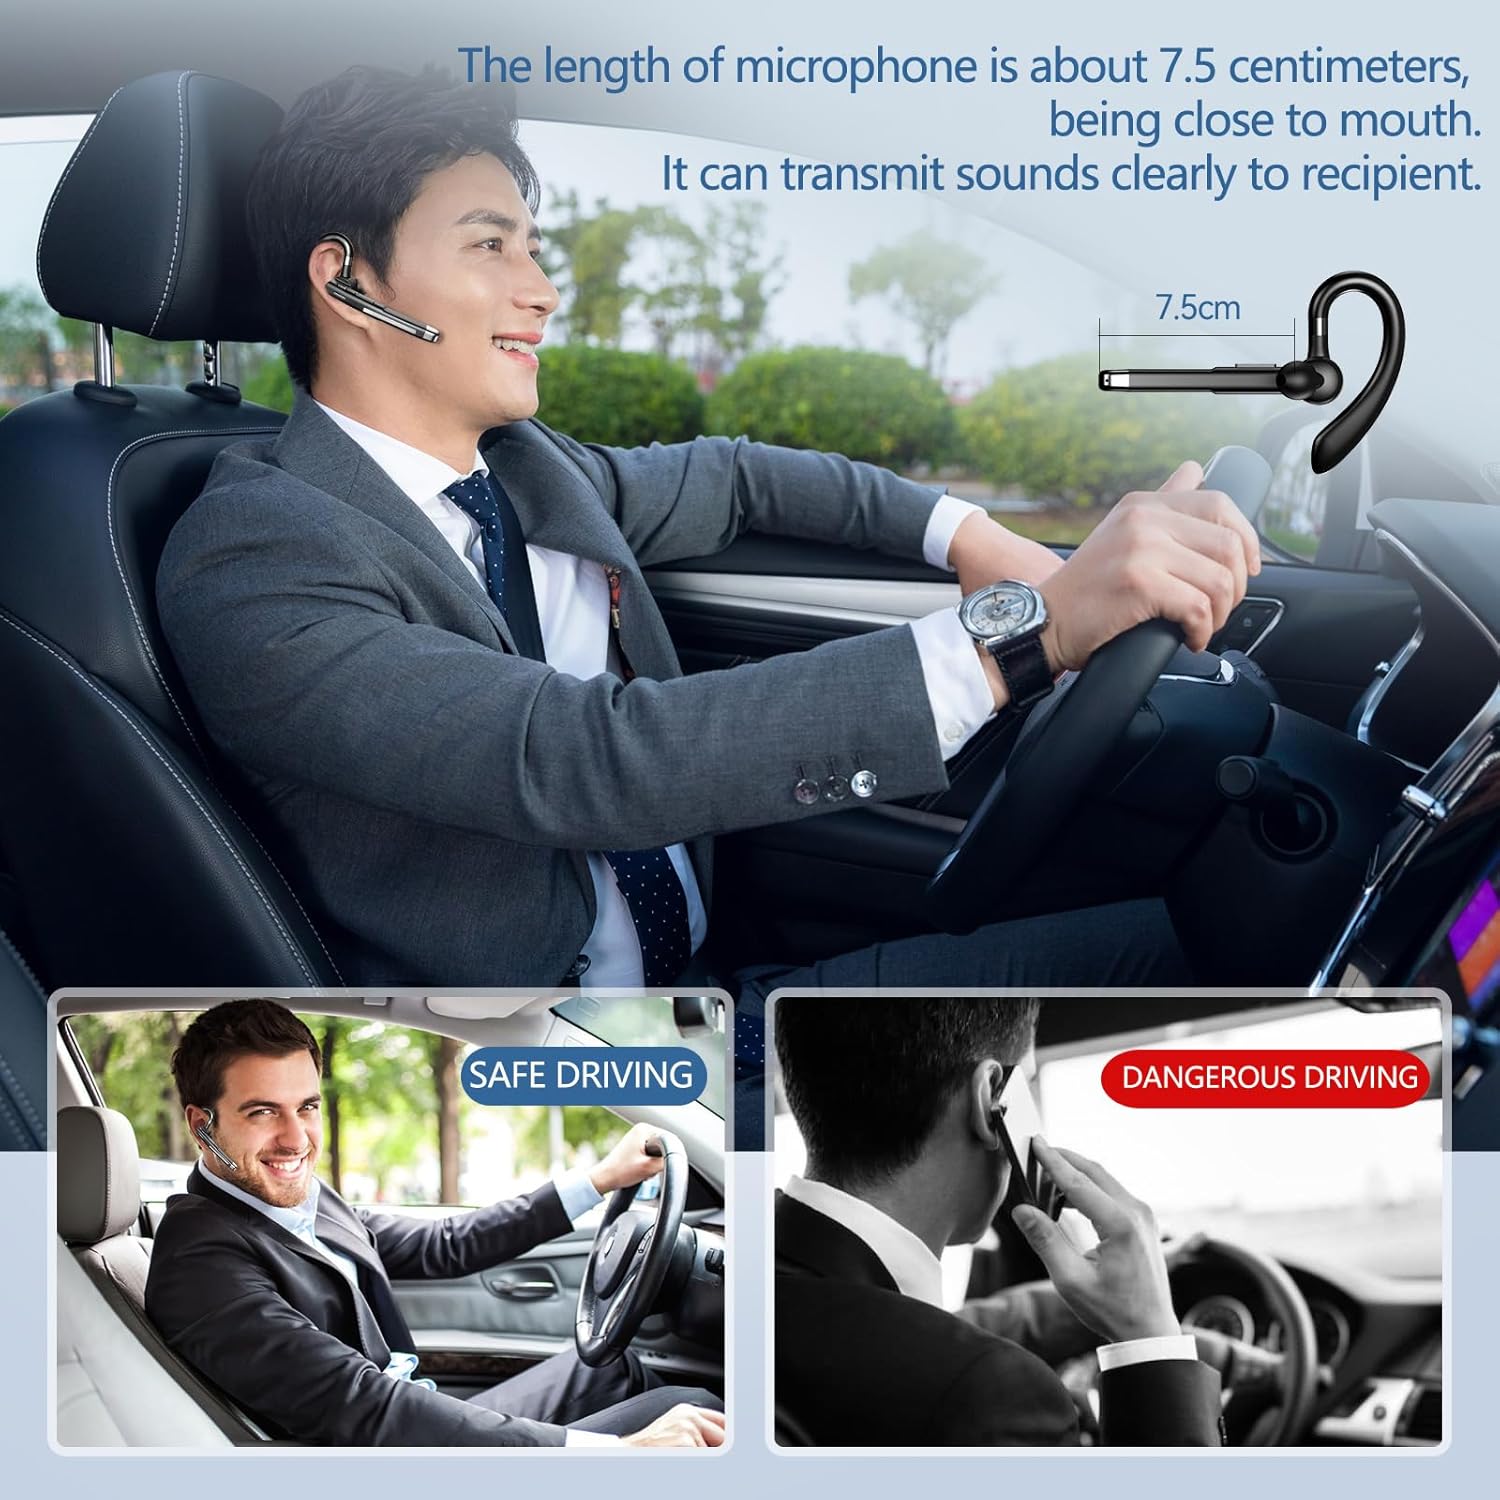 The length of microphone is about 7.5 centimeters,
being close to mouth.
It can transmit sounds clearly to recipient.
7.5cm
SAFE DRIVING
DANGEROUS DRIVING